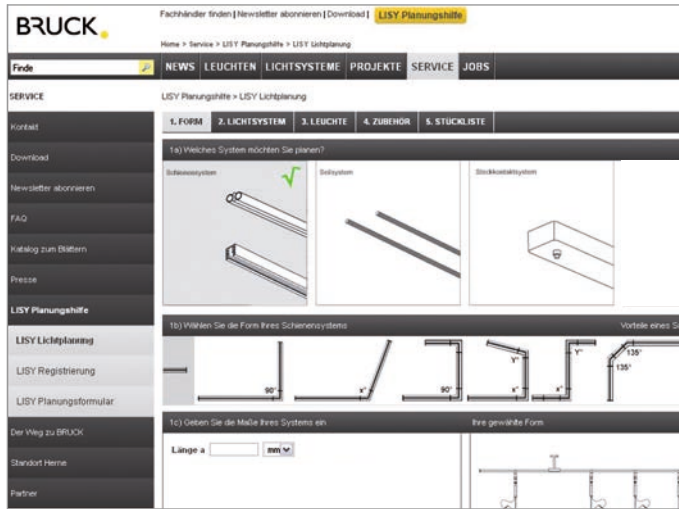 BRUCK
Fachhändler finden | Newsletter abonnieren | Download |
LISY Planungshilfe
Home > Service > LISY Planungshilfe > LISY Lichtplanung
Finde
NEWS LEUCHTEN LICHTSYSTEME PROJEKTE SERVICE JOBS
SERVICE
Kontakt
Download
Newsletter abonnieren
FAQ
Katalog zum Blättern
Presse
LISY Planungshilfe
LISY Lichtplanung
LISY Registrierung
LISY Planungsformular
Der Weg zu BRUCK
Standort Herne
Partner
LISY Planungshilfe > LISY Lichtplanung
1. FORM 2. LICHTSYSTEM 3. LEUCHTE 4. ZUBEHÖR 5. STÜCKLISTE
1a) Welches System möchten Sie planen?
Schienensystem
Seilsystem
Steckkontaktsystem
1b) Wählen Sie die Form Ihres Schienensystems
Vorteile eines
90°
x°
90°
Y°
x°
Y°
x°
135°
135°
1c) Geben Sie die Maße Ihres Systems ein
Länge a mm
Ihre gewählte Form